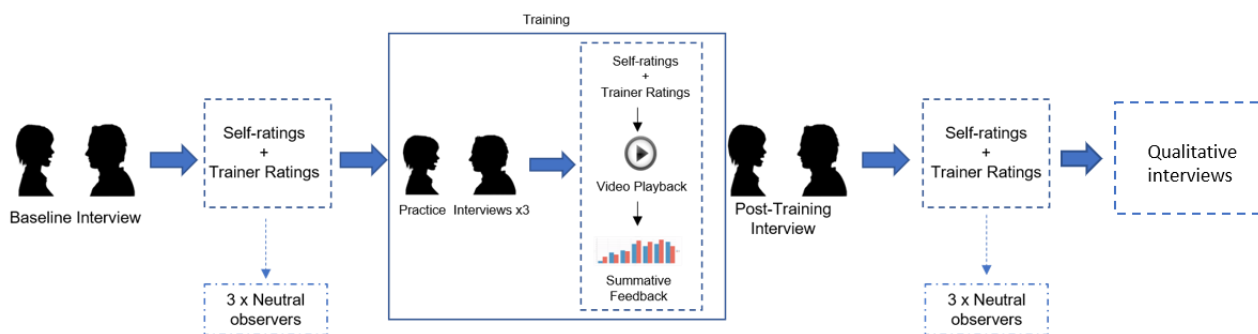 Training
Baseline Interview
Self-ratings
+
Trainer Ratings
3 x Neutral
observers
Practice Interviews x3
Self-ratings
+
Trainer Ratings
Video Playback
Summative
Feedback
Post-Training
Interview
Self-ratings
+
Trainer Ratings
3 x Neutral
observers
Qualitative
interviews